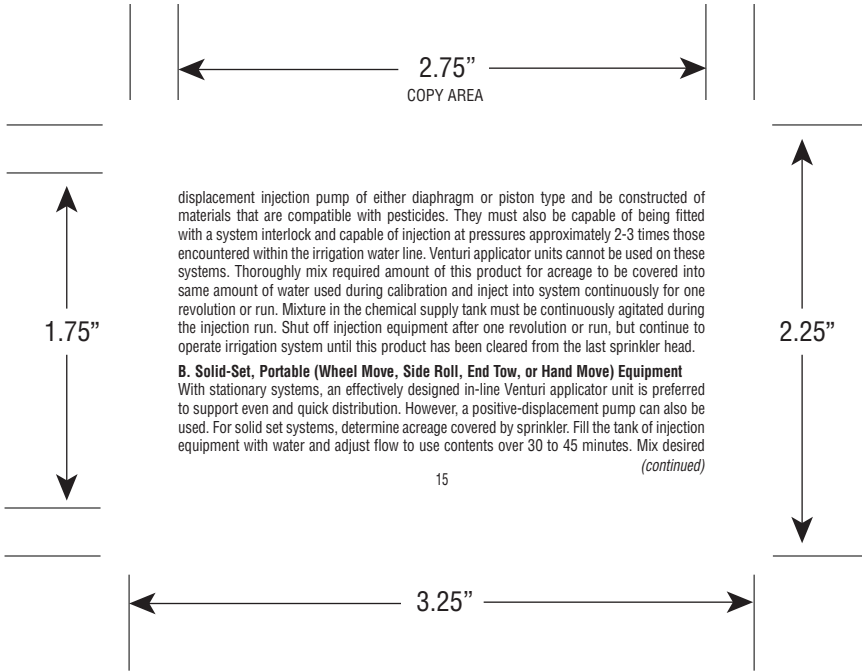 2.75”
COPY AREA
displacement injection pump of either diaphragm or piston type and be constructed of
materials that are compatible with pesticides. They must also be capable of being fitted
with a system interlock and capable of injection at pressures approximately 2-3 times those
encountered within the irrigation water line. Venturi applicator units cannot be used on these
systems. Thoroughly mix required amount of this product for acreage to be covered into
same amount of water used during calibration and inject into system continuously for one
revolution or run. Mixture in the chemical supply tank must be continuously agitated during
the injection run. Shut off injection equipment after one revolution or run, but continue to
operate irrigation system until this product has been cleared from the last sprinkler head.
1.75”
2.25”
B. Solid-Set, Portable (Wheel Move, Side Roll, End Tow, or Hand Move) Equipment
With stationary systems, an effectively designed in-line Venturi applicator unit is preferred
to support even and quick distribution. However, a positive-displacement pump can also be
used. For solid set systems, determine acreage covered by sprinkler. Fill the tank of injection
equipment with water and adjust flow to use contents over 30 to 45 minutes. Mix desired
(continued)
15
3.25”